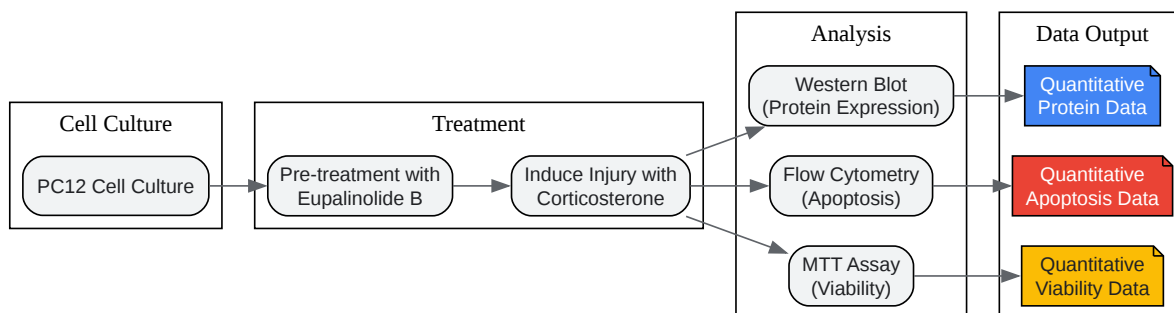 Cell Culture
PC12 Cell Culture
Treatment
Pre-treatment with
Eupalinolide B
Induce Injury with
Corticosterone
Analysis
Western Blot
(Protein Expression)
Flow Cytometry
(Apoptosis)
MTT Assay
(Viability)
Data Output
Quantitative
Protein Data
Quantitative
Apoptosis Data
Quantitative
Viability Data